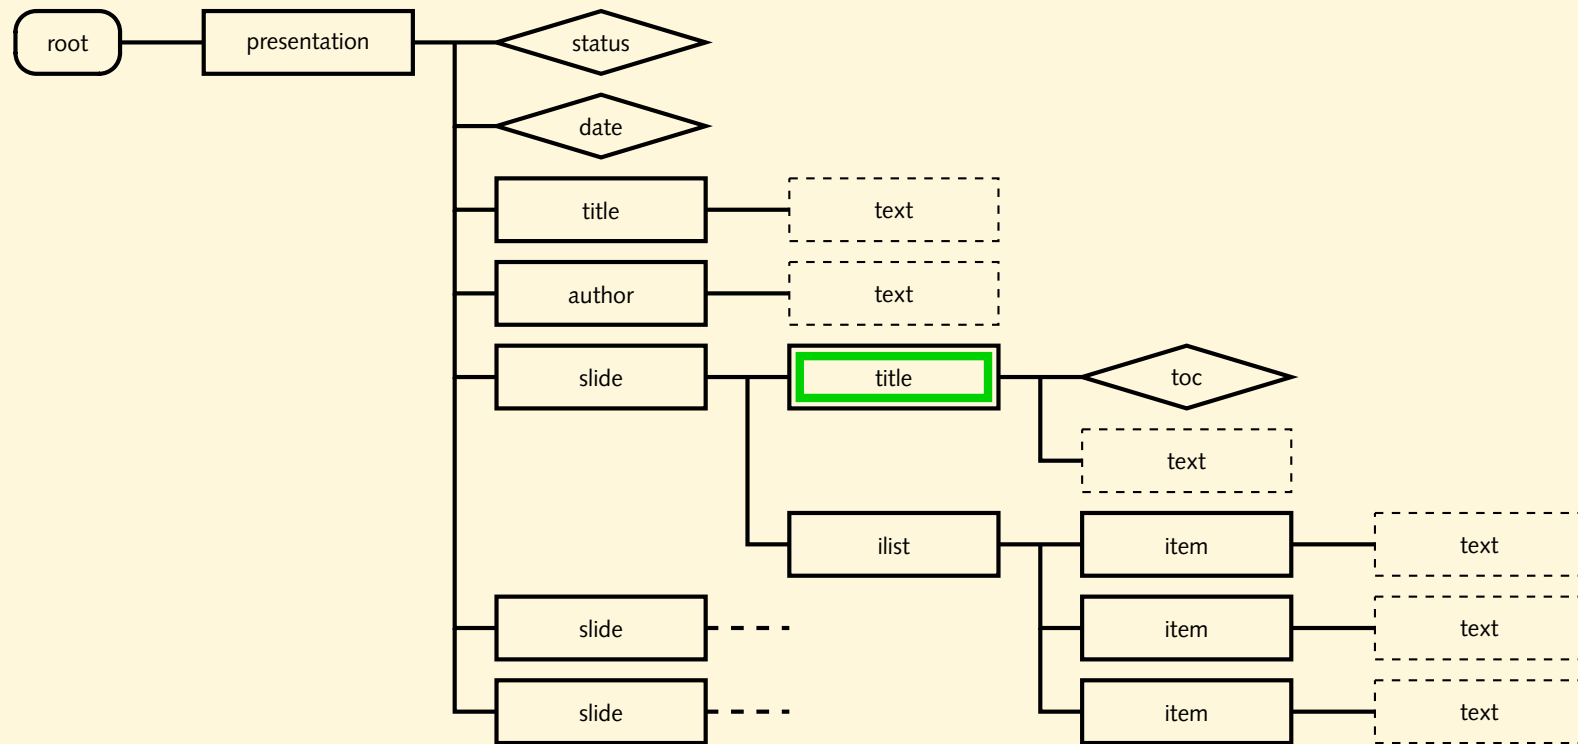 root presentation status
date
title text
author text
slide title toc
text
ilist item text
slide item text
slide item text